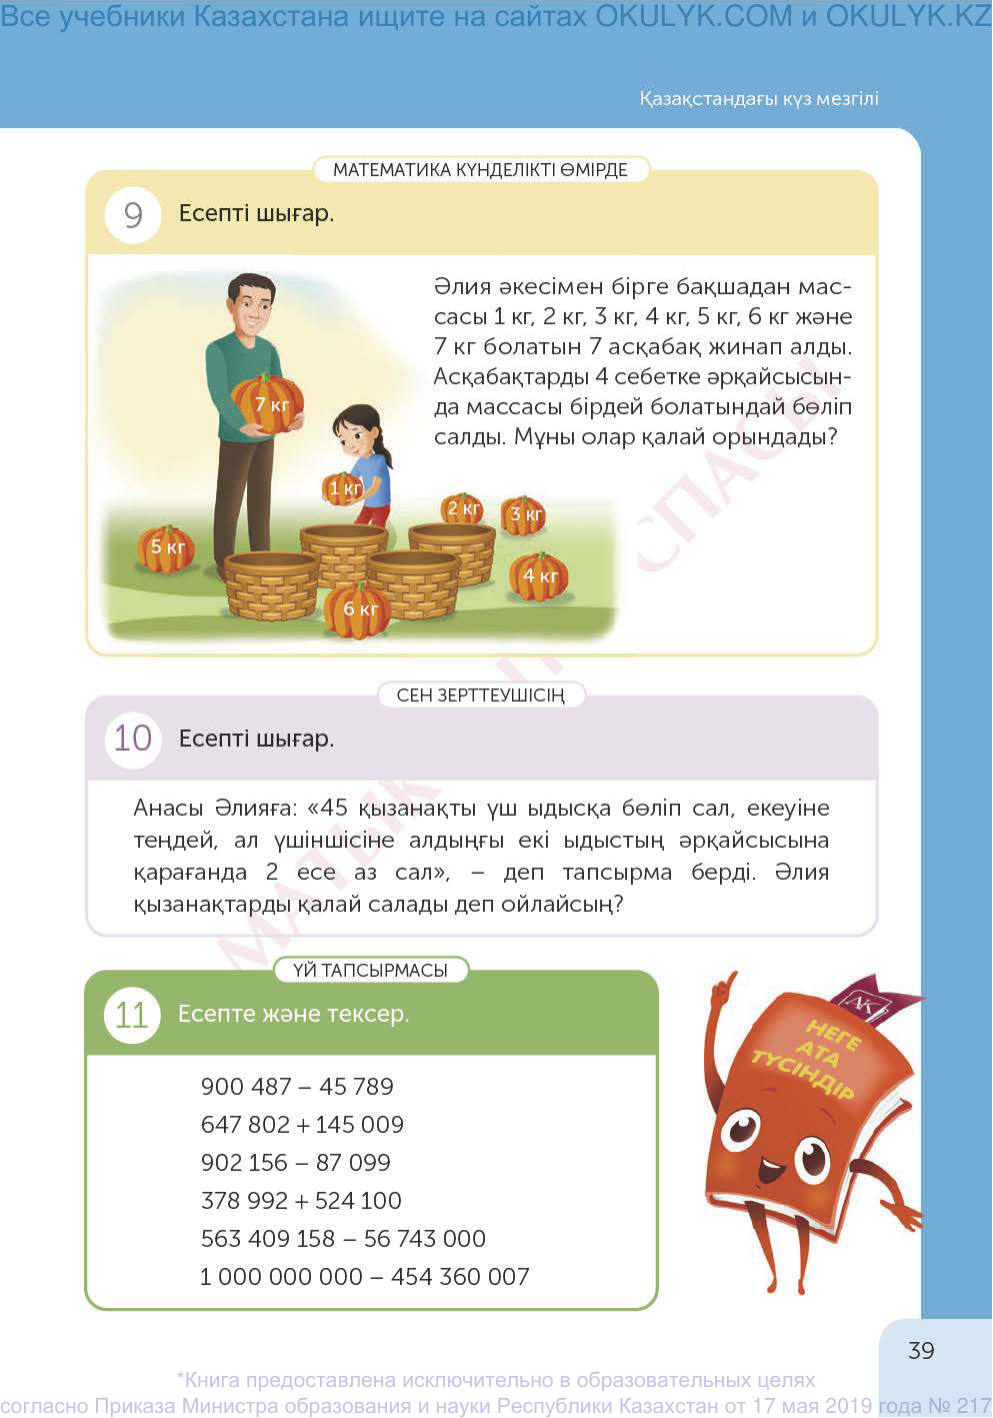 Все учебники Казахстана ищите на сайтах OKULYK.COM и OKULYK.KZ
Қазақстандағы күз мезгілі
МАТЕМАТИКА КҮНДЕЛІКТІ ӨМІРДЕ
9 Есепті шығар.
Әлия әкесімен бірге бақшадан мас-
сасы 1 кг, 2 кг, 3 кг, 4 кг, 5 кг, 6 кг және
7 кг болатын 7 асқабақ жинап алды.
Асқабақтарды 4 себетке әрқайсысын-
да массасы бірдей болатындай бөліп
салды. Мұны олар қалай орындады?
7 кг
1 кг
2 кг
3 кг
5 кг
4 кг
6 кг
СЕН ЗЕРТТЕУШІСІҢ
10 Есепті шығар.
Анасы Әлияға: «45 қызанақты үш ыдысқа бөліп сал, екеуіне
теңдей, ал үшіншісіне алдыңғы екі ыдыстың әрқайсысына
қарағанда 2 есе аз сал», – деп тапсырма берді. Әлия
қызанақтарды қалай салады деп ойлайсың?
ҮЙ ТАПСЫРМАСЫ
11 Есепте және тексер.
900 487 – 45 789
647 802 + 145 009
902 156 – 87 099
378 992 + 524 100
563 409 158 – 56 743 000
1 000 000 000 – 454 360 007
АК
НЕГЕ
АТА
ТҮСІНДІР
39
*Книга предоставлена исключительно в образовательных целях
согласно Приказа Министра образования и науки Республики Казахстан от 17 мая 2019 года № 217